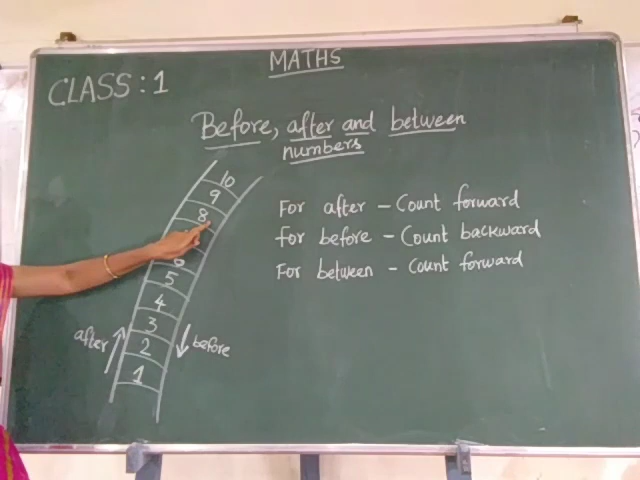 MATHS
CLASS : 1
Before, after and between
numbers
10
9
8
6
5
4
3
2
1
after
before
For after - Count forward
for before - Count backward
For between - Count forward